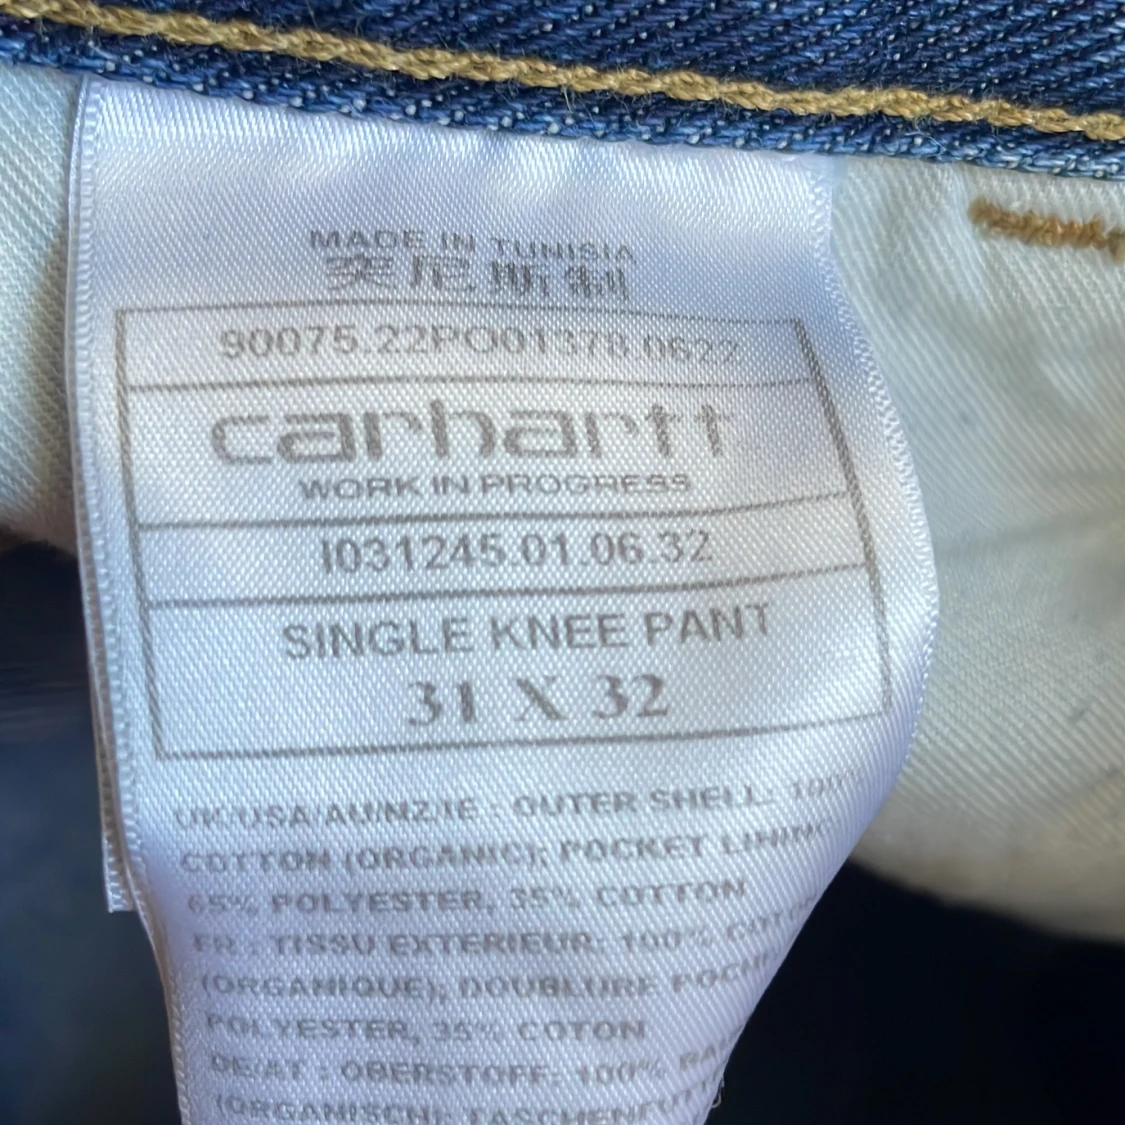 MADE IN TUNISIA
突尼斯制
90075.22PO01378.0622
carhartt
WORK IN PROGRESS
I031245.01.06.32
SINGLE KNEE PANT
31 X 32
UK/USA/AU/NZ/IE : OUTER SHELL: 100%
COTTON (ORGANIC); POCKET LINING
65% POLYESTER, 35% COTTON
FR : TISSU EXTERIEUR: 100%
(ORGANIQUE), DOUBLURE
POLYESTER, 35% COTON
DE/AT : OBERSTOFF: 100%
(ORGANISCH)